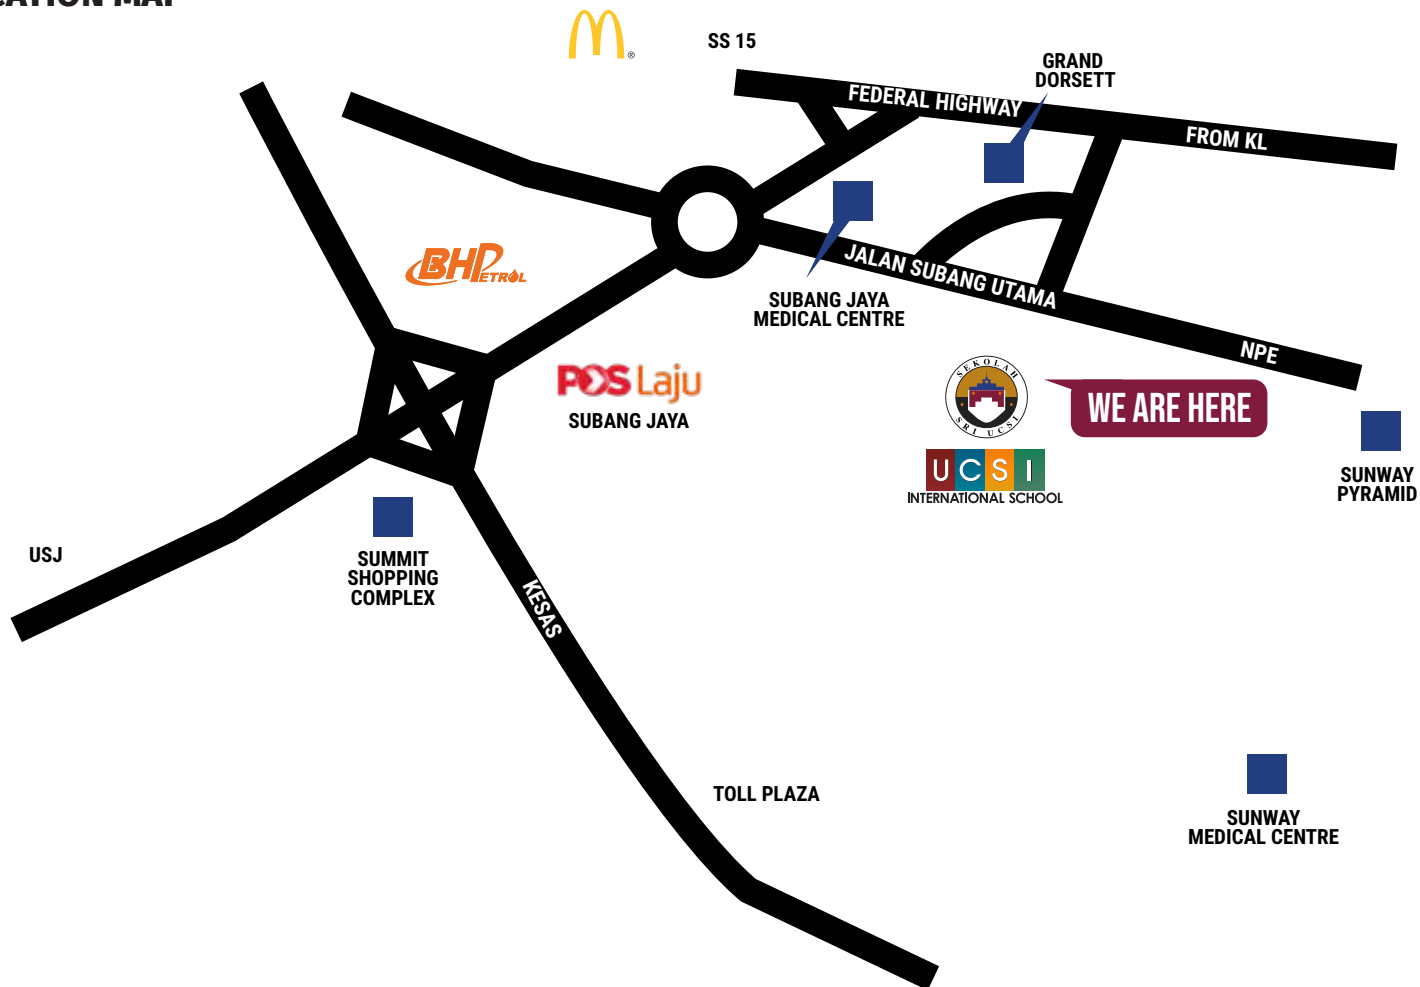 SS 15
GRAND
DORSETT
FEDERAL HIGHWAY
FROM KL
BHPETROL
SUBANG JAYA
MEDICAL CENTRE
JALAN SUBANG UTAMA
NPE
POS Laju
SUBANG JAYA
SEKOLAH
SRI UCSI
WE ARE HERE
UCSI
INTERNATIONAL SCHOOL
SUNWAY
PYRAMID
USJ
SUMMIT
SHOPPING
COMPLEX
KESAS
TOLL PLAZA
SUNWAY
MEDICAL CENTRE